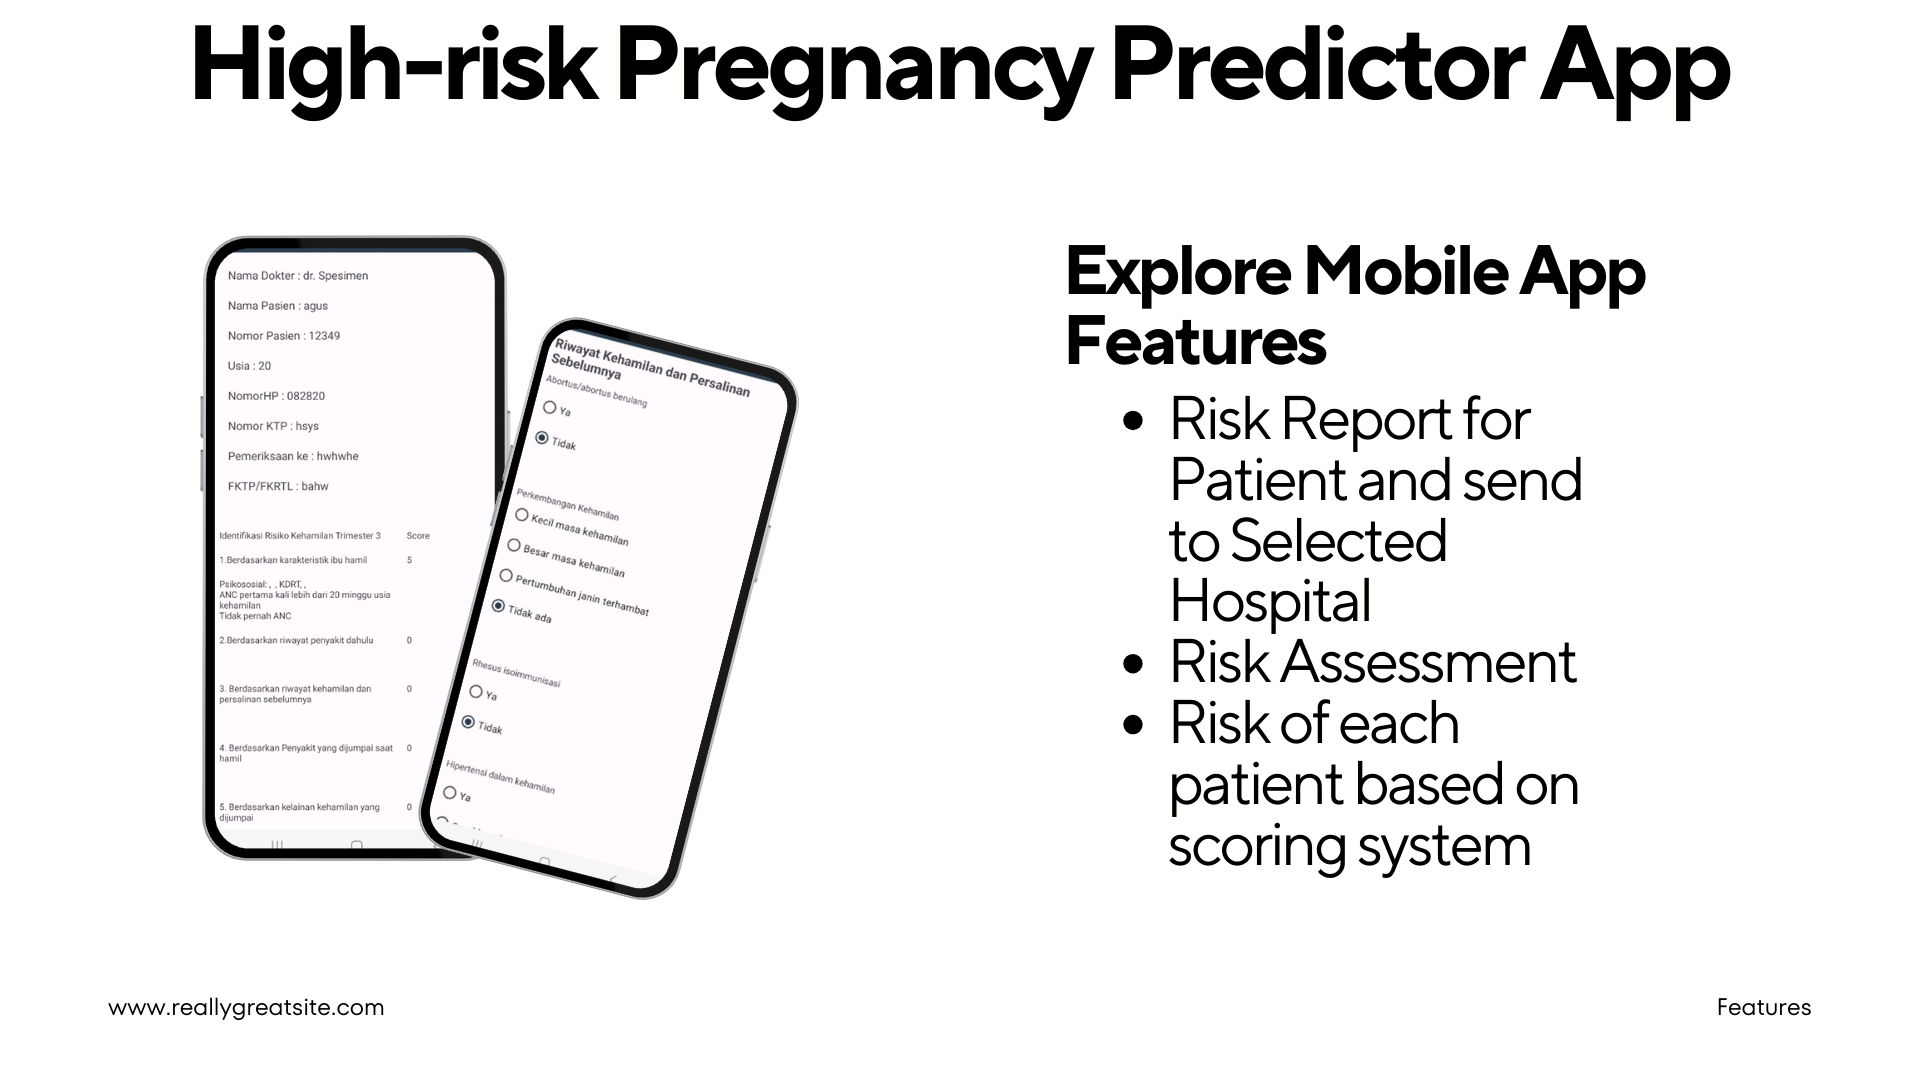 High-risk Pregnancy Predictor App
Nama Dokter : dr. Spesimen
Nama Pasien : agus
Nomor Pasien : 12349
Usia : 20
NomorHP : 082820
Nomor KTP : hsys
Pemeriksaan ke : hwhwhe
FKTP/FKRTL : bahw
Identifikasi Risiko Kehamilan Trimester 3 Score
1.Berdasarkan karakteristik ibu hamil 5
Psikososial: , , KDRT, ,
ANC pertama kali lebih dari 20 minggu usia
kehamilan
Tidak pernah ANC
2.Berdasarkan riwayat penyakit dahulu 0
3. Berdasarkan riwayat kehamilan dan 0
persalinan sebelumnya
4. Berdasarkan Penyakit yang dijumpai saat 0
hamil
5. Berdasarkan kelainan kehamilan yang 0
dijumpai
Riwayat Kehamilan dan Persalinan
Sebelumnya
Abortus/abortus berulang
Ya
Tidak
Perkembangan Kehamilan
Kecil masa kehamilan
Besar masa kehamilan
Pertumbuhan janin terhambat
Tidak ada
Rhesus isoimmunisasi
Ya
Tidak
Hipertensi dalam kehamilan
Ya
Explore Mobile App
Features
• Risk Report for
Patient and send
to Selected
Hospital
• Risk Assessment
• Risk of each
patient based on
scoring system
www.reallygreatsite.com
Features